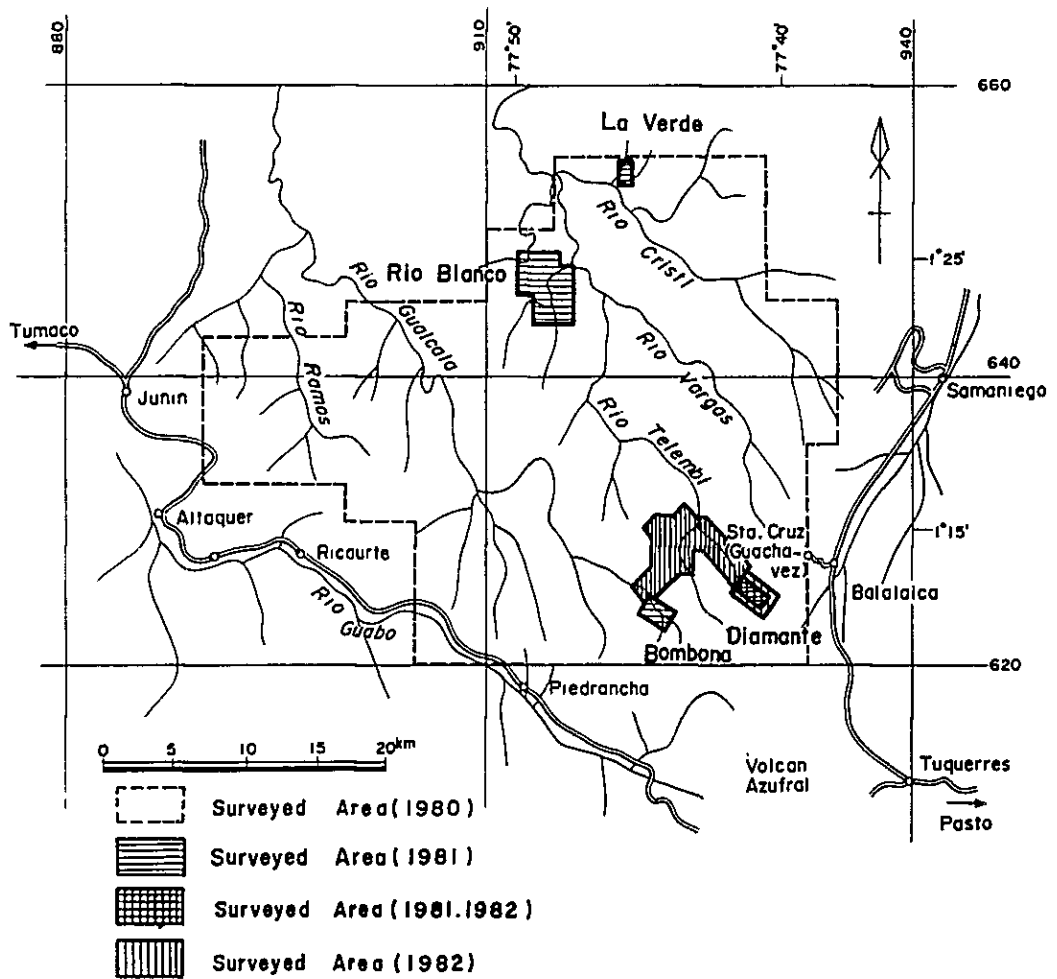 880
910
77°50'
77°40'
940
660
La Verde
Rio Cristi
1°25'
Rio Blanco
Rio Gualcala
Rio Ramos
Tumaco
Junin
640
Samaniego
Rio Vargas
Rio Telembi
Altaquer
Ricaurte
Rio Guabo
Sta. Cruz
(Guacha-
vez)
1°15'
Balalaica
Diamante
Bombona
620
Piedrancha
Volcan
Azufral
Tuquerres
Pasto
0 5 10 15 20km
Surveyed Area(1980)
Surveyed Area(1981)
Surveyed Area(1981.1982)
Surveyed Area(1982)